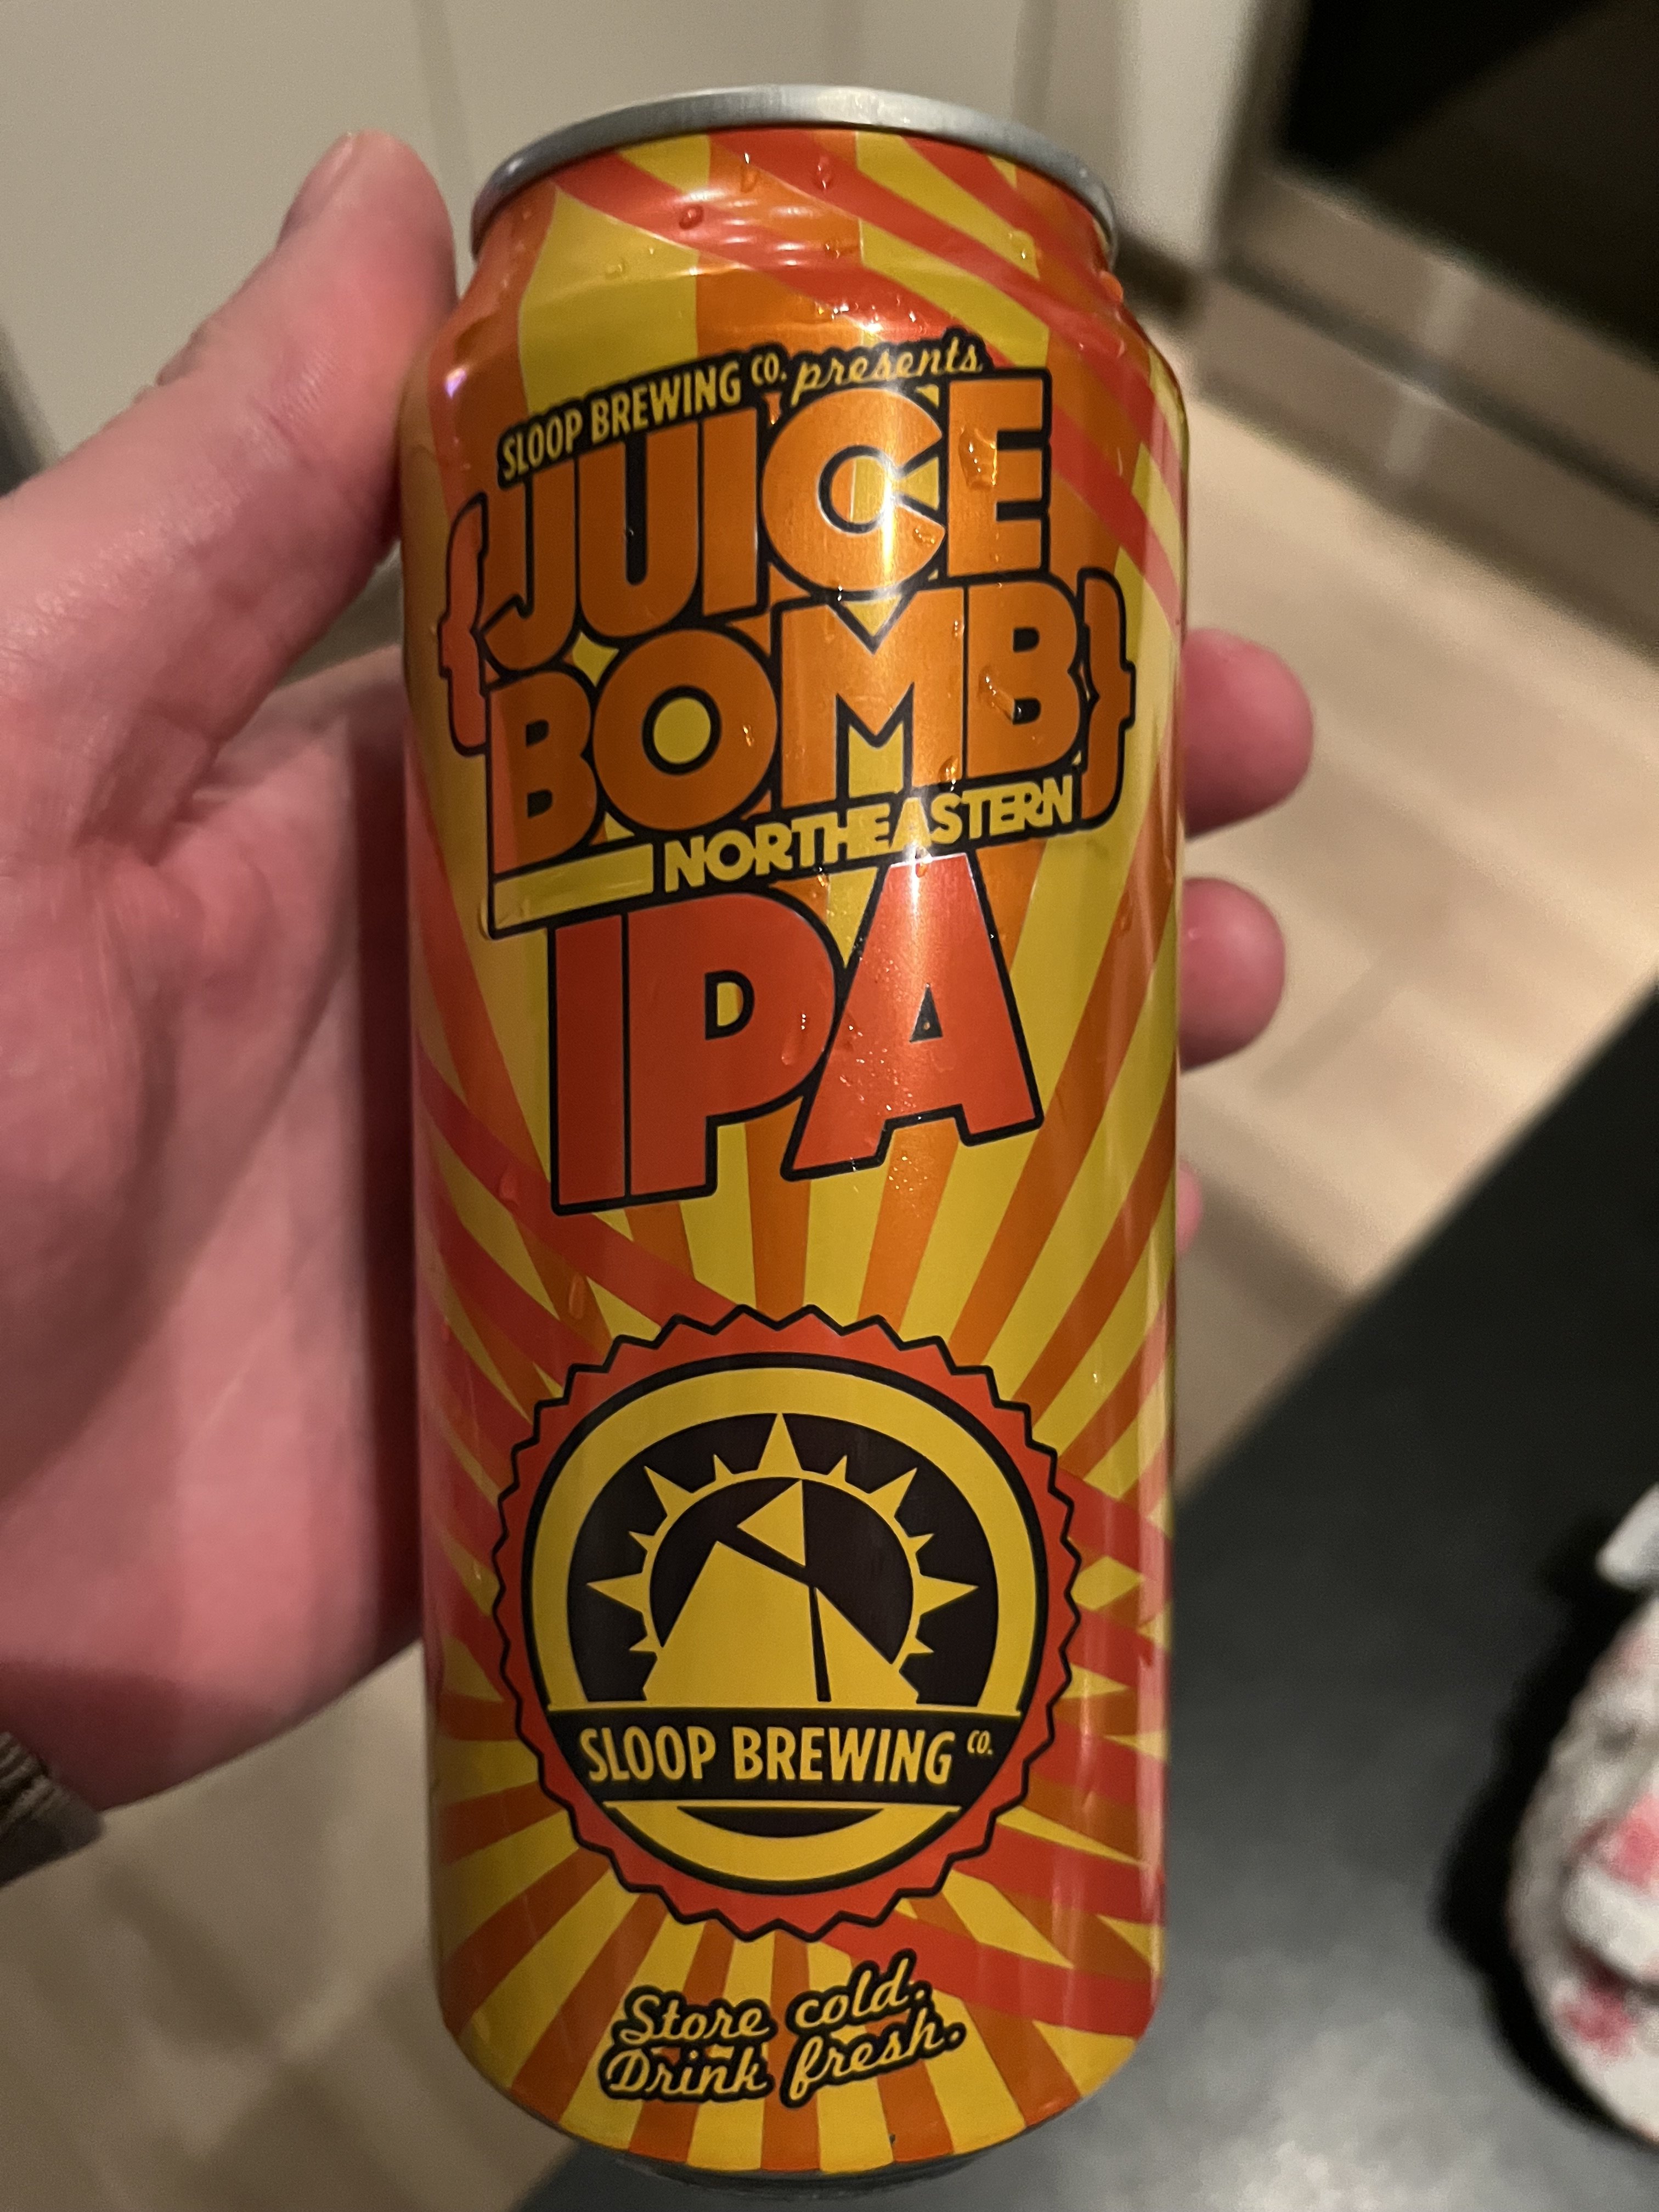 SLOOP BREWING CO. presents
{JUICE
BOMB}
NORTHEASTERN
IPA
SLOOP BREWING CO.
Store cold.
Drink fresh.